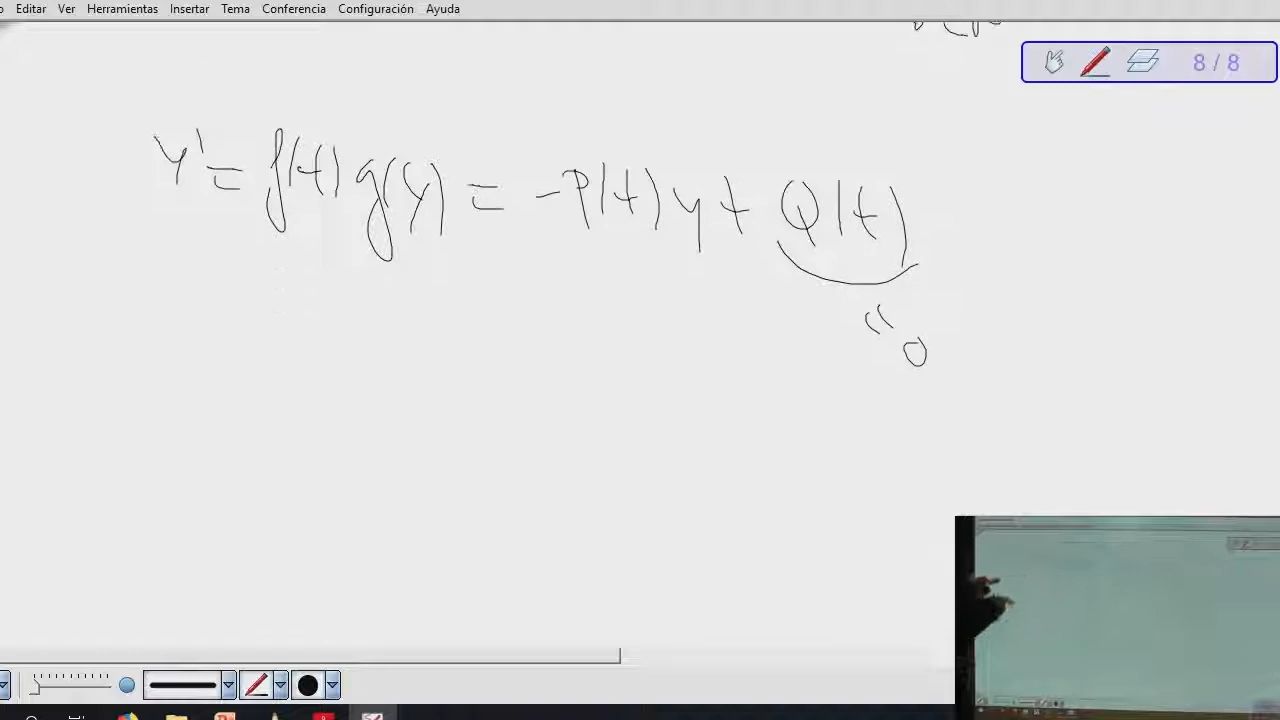 Editar Ver Herramientas Insertar Tema Conferencia Configuración Ayuda
8 / 8
y' = f(t) g(y) = -P(t) y + Q(t)
"
0